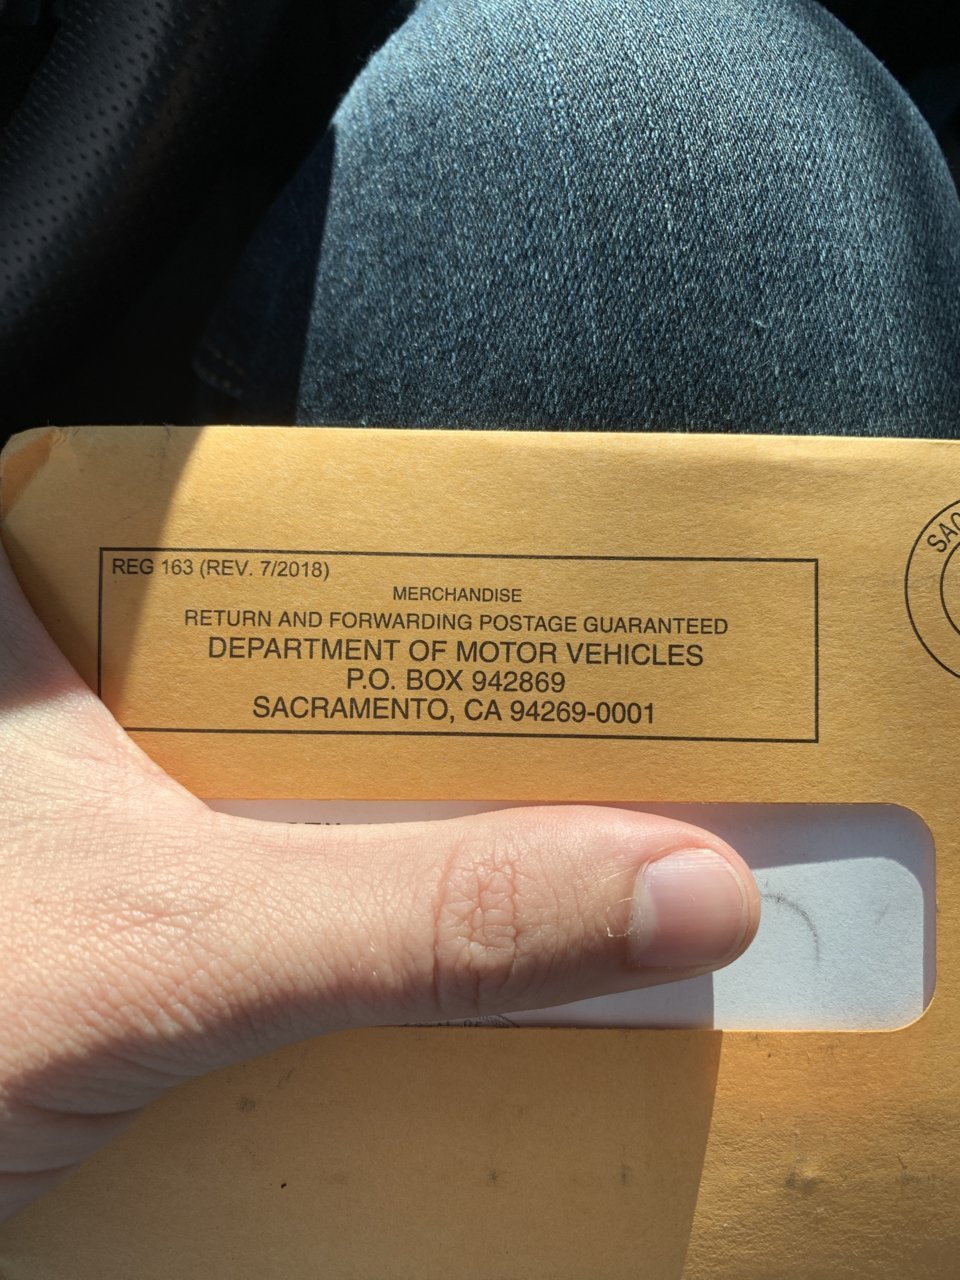 REG 163 (REV. 7/2018)
MERCHANDISE
RETURN AND FORWARDING POSTAGE GUARANTEED
DEPARTMENT OF MOTOR VEHICLES
P.O. BOX 942869
SACRAMENTO, CA 94269-0001